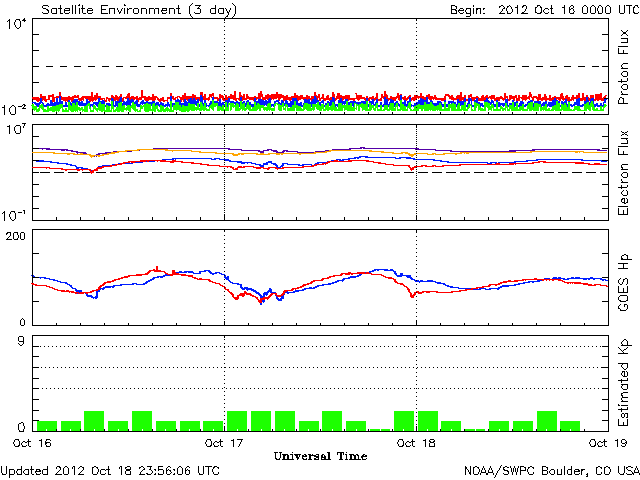 Satellite Environment (3 day) Begin: 2012 Oct 16 0000 UTC
10⁴
10⁻²
Proton Flux
10⁷
10⁻¹
Electron Flux
200
0
GOES Hp
9
0
Estimated Kp
Oct 16 Oct 17 Oct 18 Oct 19
Universal Time
Updated 2012 Oct 18 23:56:06 UTC NOAA/SWPC Boulder, CO USA